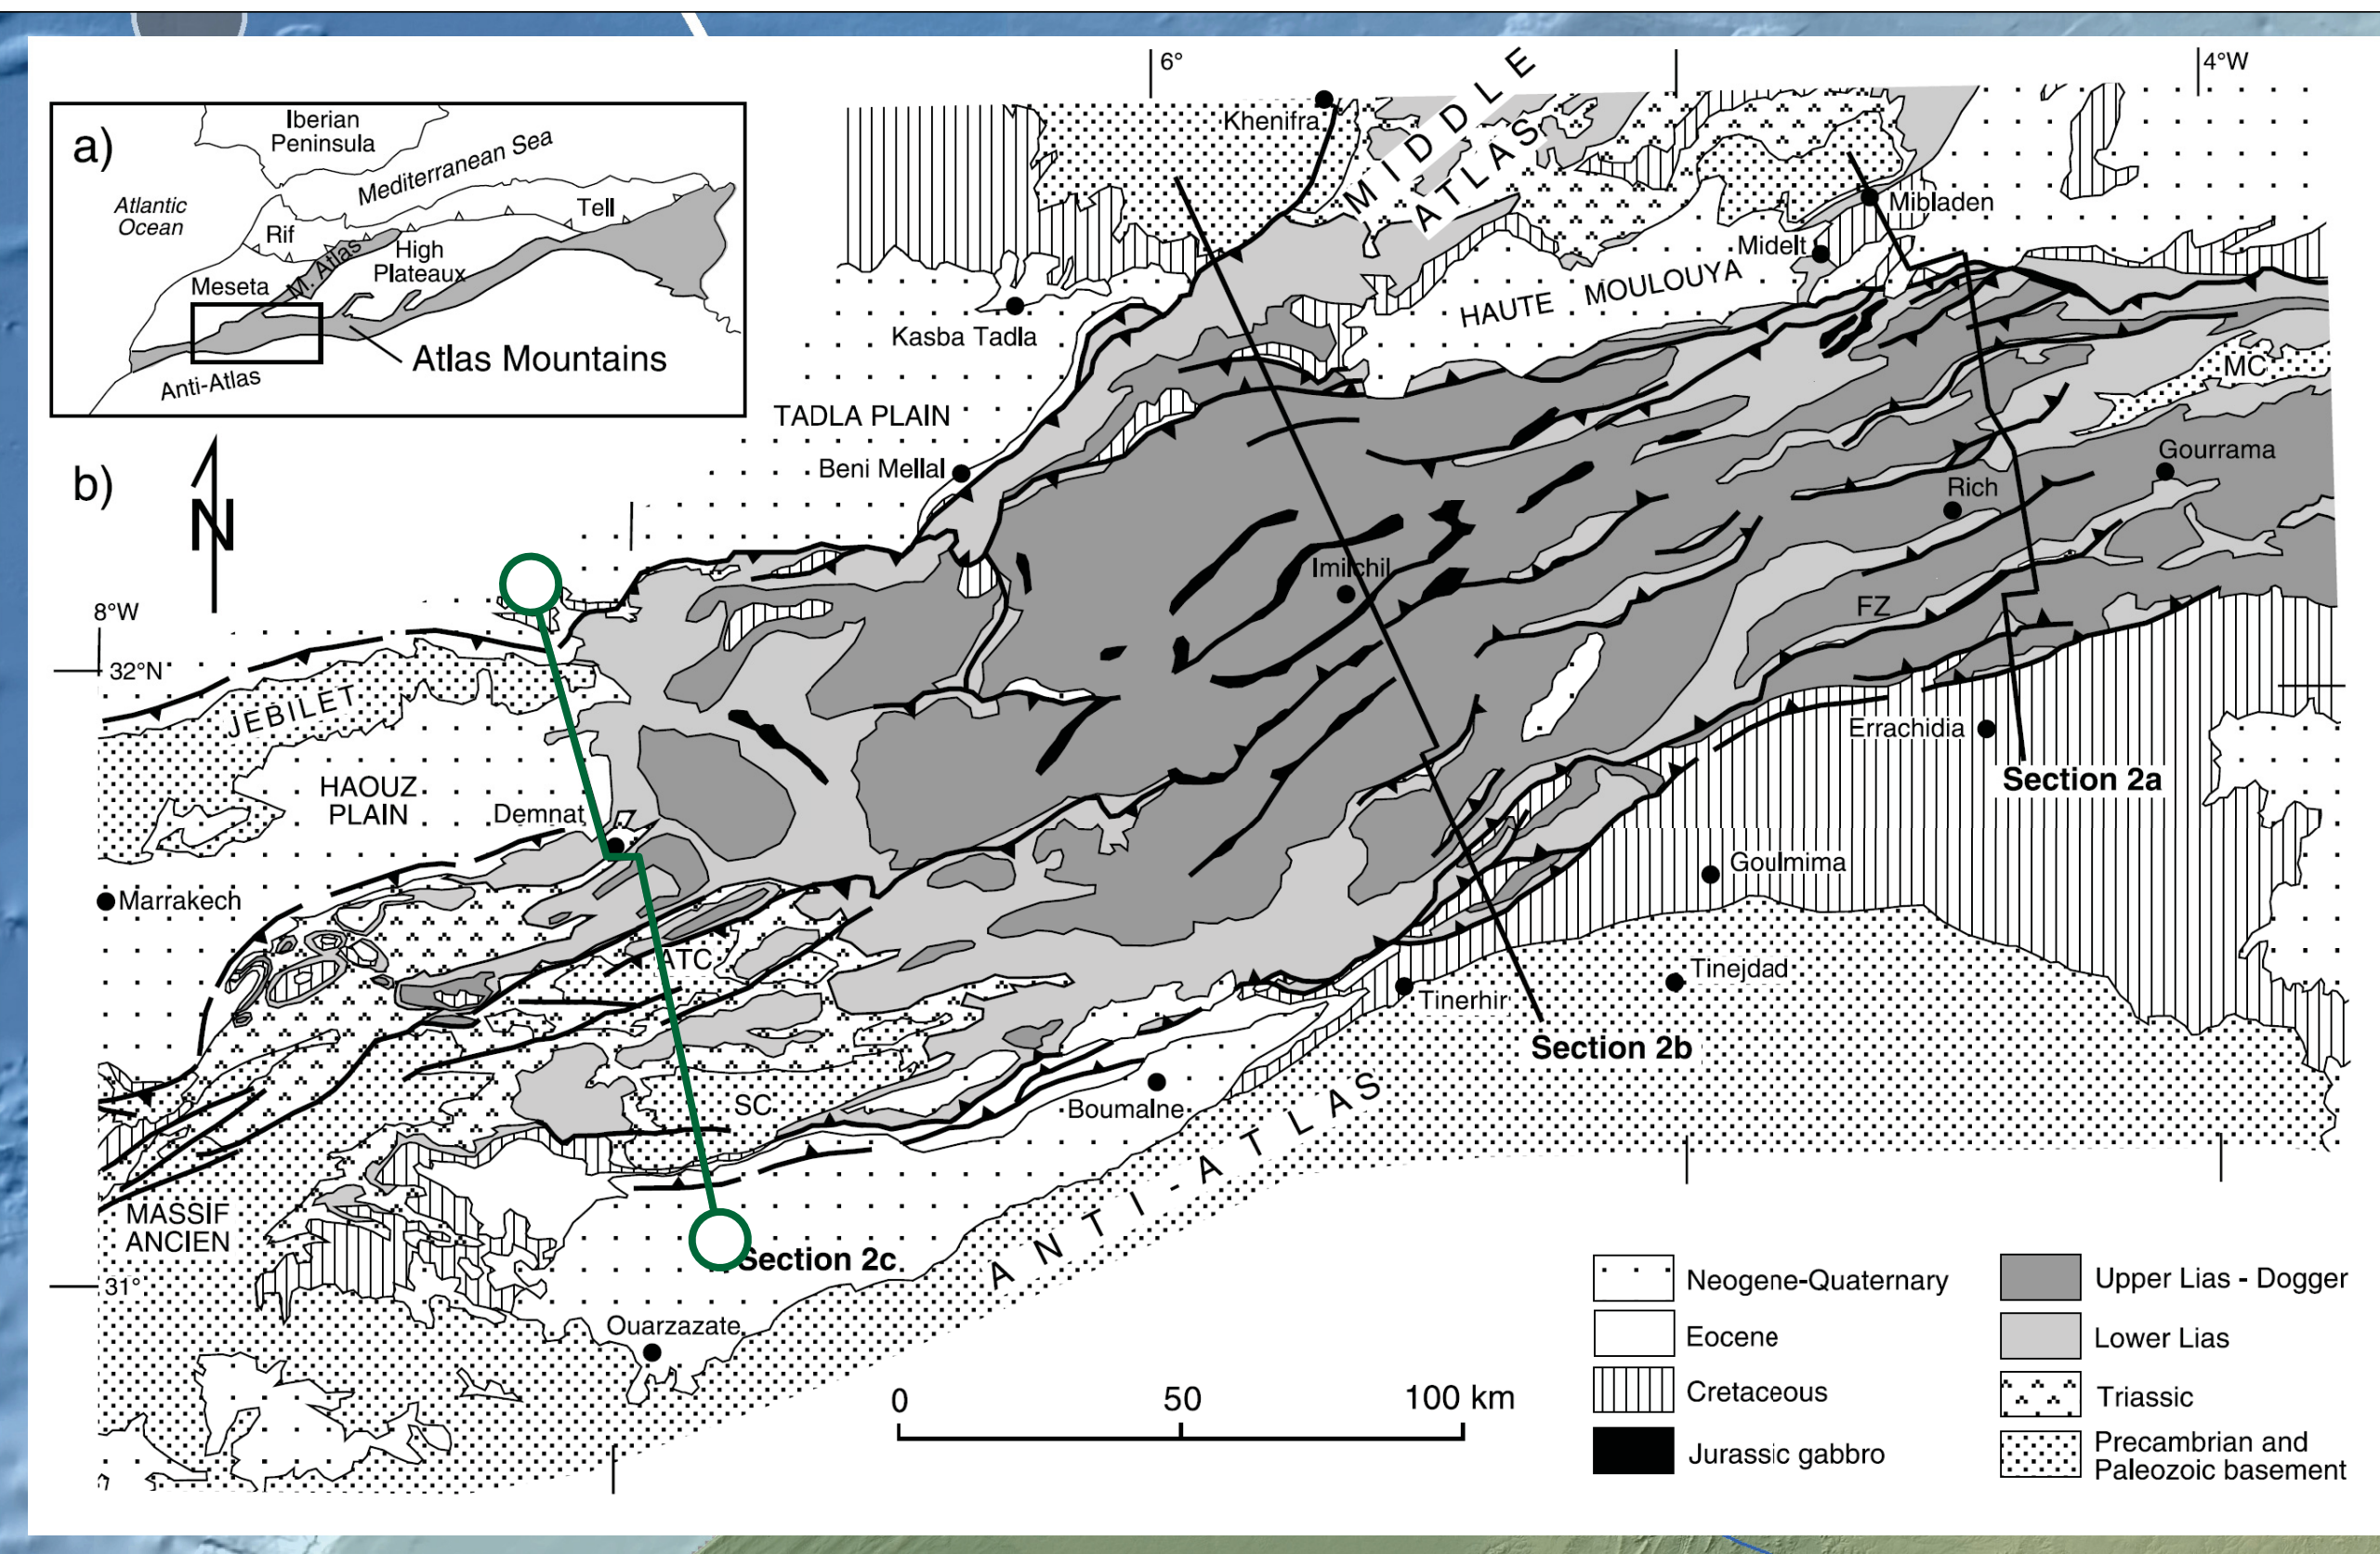 a)
Iberian
Peninsula
Mediterranean Sea
Atlantic
Ocean
Rif
Tell
M. Atlas
High
Plateaux
Meseta
Atlas Mountains
Anti-Atlas
b)
N
6°
4°W
Khenifra
MIDDLE
ATLAS
Mibladen
Midelt
HAUTE MOULOUYA
Kasba Tadla
MC
TADLA PLAIN
Beni Mellal
Gourrama
Rich
Imilchil
FZ
8°W
32°N
JEBILET
HAOUZ
PLAIN
Demnat
Errachidia
Section 2a
Goulmima
Marrakech
ATC
Tinejdad
Tinerhir
Section 2b
SC
Boumalne
ANTI-ATLAS
MASSIF
ANCIEN
Section 2c
31°
Ouarzazate
0 50 100 km
Neogene-Quaternary
Eocene
Cretaceous
Jurassic gabbro
Upper Lias - Dogger
Lower Lias
Triassic
Precambrian and
Paleozoic basement